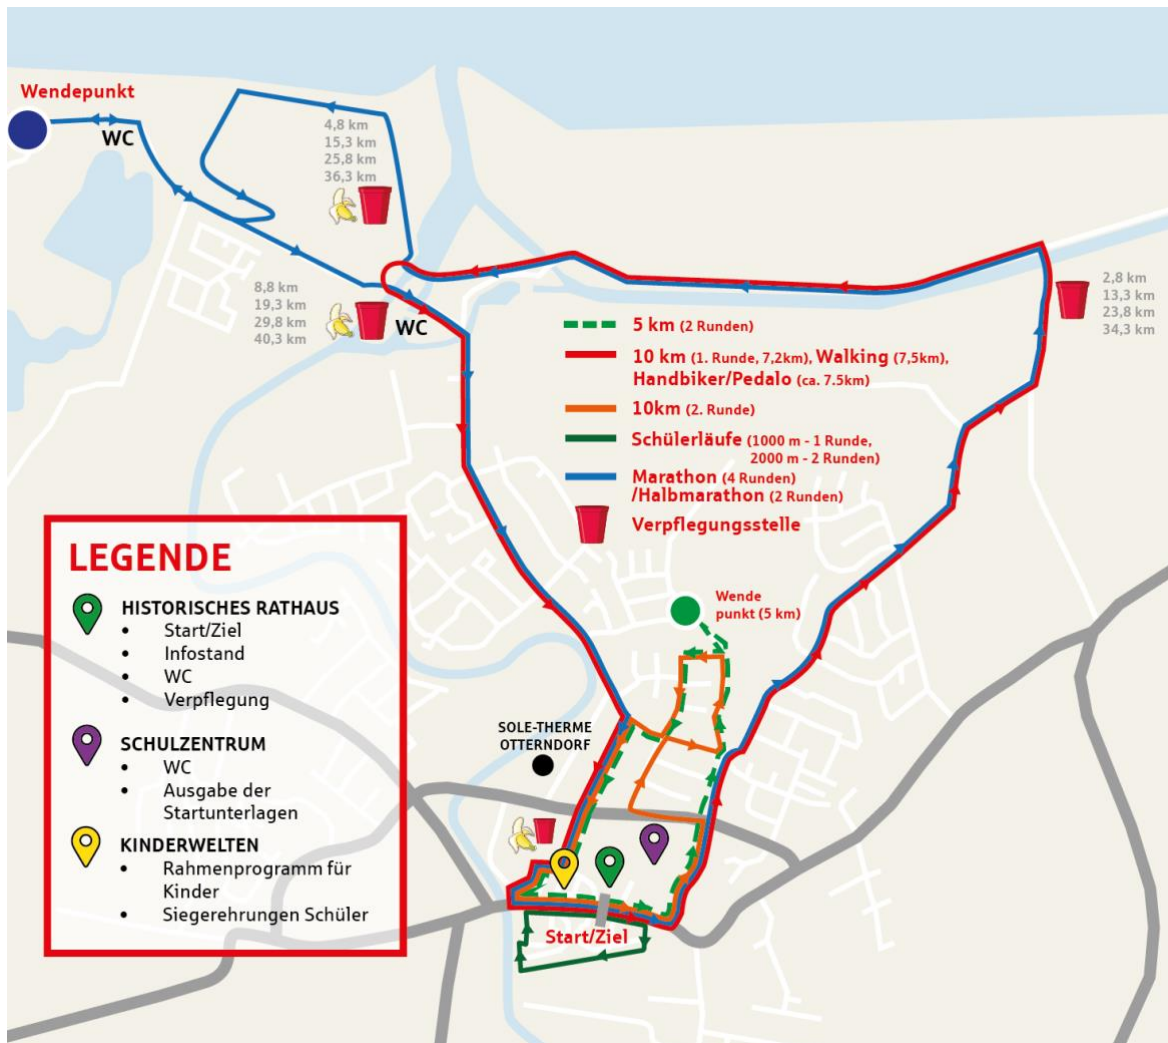 Wendepunkt
WC
4,8 km
15,3 km
25,8 km
36,3 km
8,8 km
19,3 km
29,8 km
40,3 km
WC
2,8 km
13,3 km
23,8 km
34,3 km
5 km (2 Runden)
10 km (1. Runde, 7,2km), Walking (7,5km),
Handbiker/Pedalo (ca. 7.5km)
10km (2. Runde)
Schülerläufe (1000 m - 1 Runde,
2000 m - 2 Runden)
Marathon (4 Runden)
/Halbmarathon (2 Runden)
Verpflegungsstelle
Wende
punkt (5 km)
SOLE-THERME
OTTERNDORF
Start/Ziel
LEGENDE
HISTORISCHES RATHAUS
• Start/Ziel
• Infostand
• WC
• Verpflegung
SCHULZENTRUM
• WC
• Ausgabe der
Startunterlagen
KINDERWELTEN
• Rahmenprogramm für
Kinder
• Siegerehrungen Schüler